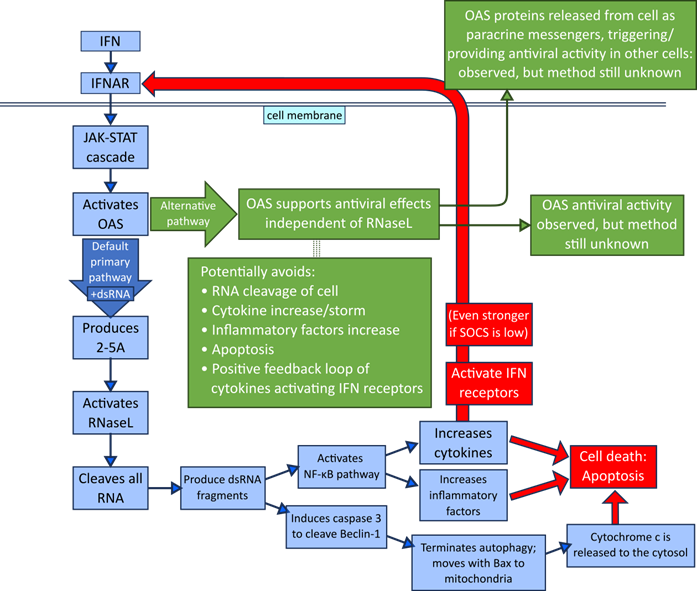 IFN
IFNAR
cell membrane
JAK-STAT
cascade
Activates
OAS
Default
primary
pathway
+dsRNA
Produces
2-5A
Activates
RNaseL
Cleaves all
RNA
Alternative
pathway
OAS supports antiviral effects
independent of RNaseL
OAS proteins released from cell as
paracrine messengers, triggering/
providing antiviral activity in other cells:
observed, but method still unknown
OAS antiviral activity
observed, but method
still unknown
Potentially avoids:
• RNA cleavage of cell
• Cytokine increase/storm
• Inflammatory factors increase
• Apoptosis
• Positive feedback loop of
cytokines activating IFN receptors
(Even stronger
if SOCS is low)
Activate IFN
receptors
Produce dsRNA
fragments
Activates
NF-κB pathway
Increases
cytokines
Increases
inflammatory
factors
Cell death:
Apoptosis
Induces caspase 3
to cleave Beclin-1
Terminates autophagy;
moves with Bax to
mitochondria
Cytochrome c is
released to the cytosol